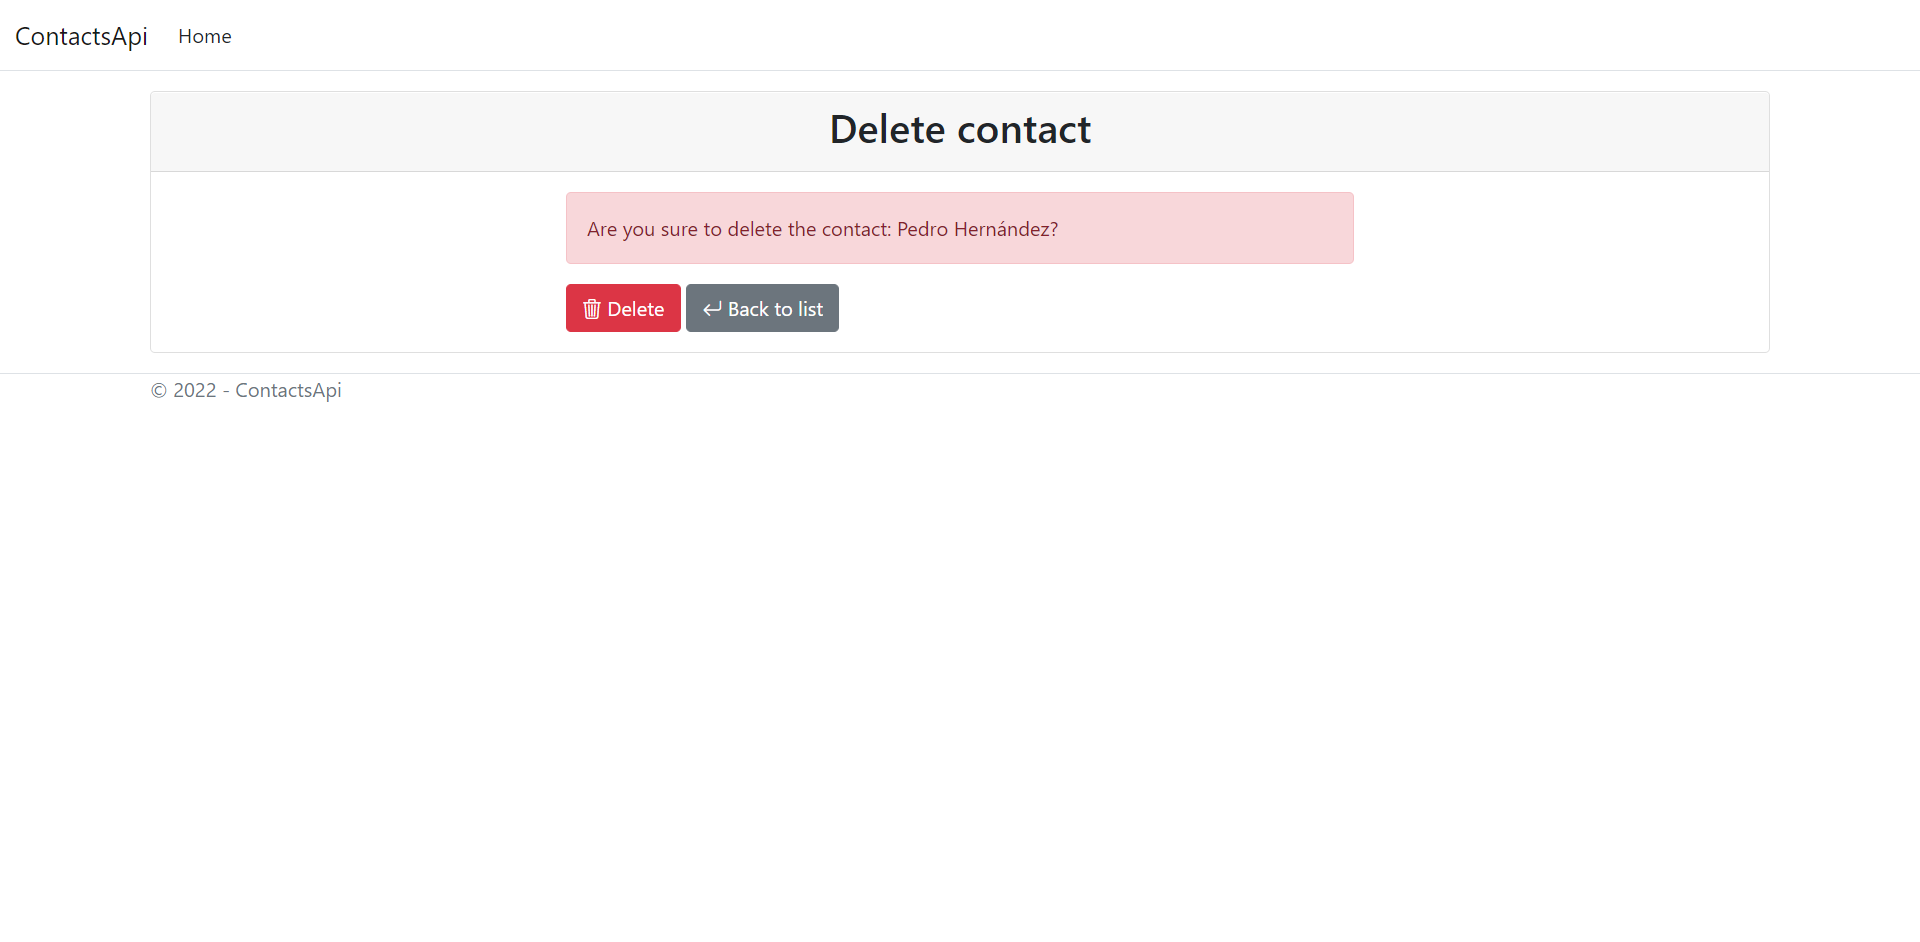 ContactsApi Home
Delete contact
Are you sure to delete the contact: Pedro Hernández?
Delete Back to list
© 2022 - ContactsApi